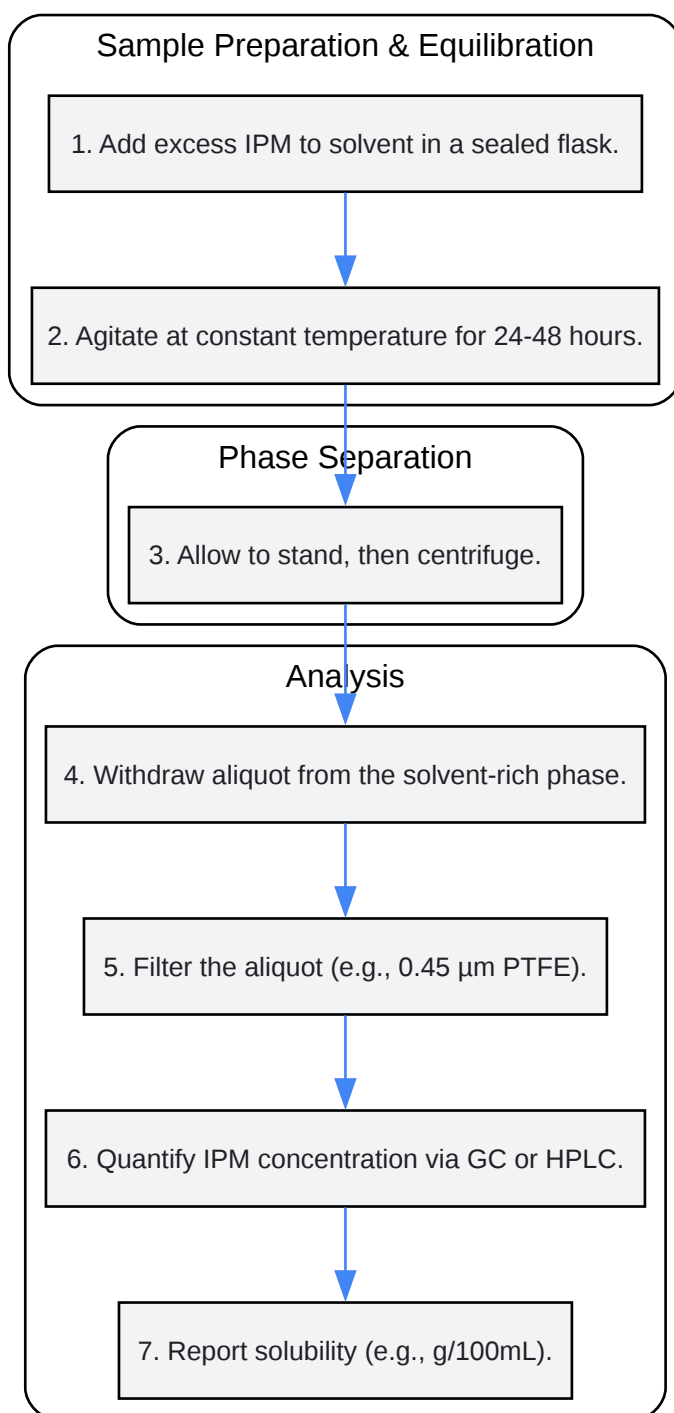 Sample Preparation & Equilibration
1. Add excess IPM to solvent in a sealed flask.
2. Agitate at constant temperature for 24-48 hours.
Phase Separation
3. Allow to stand, then centrifuge.
Analysis
4. Withdraw aliquot from the solvent-rich phase.
5. Filter the aliquot (e.g., 0.45 µm PTFE).
6. Quantify IPM concentration via GC or HPLC.
7. Report solubility (e.g., g/100mL).